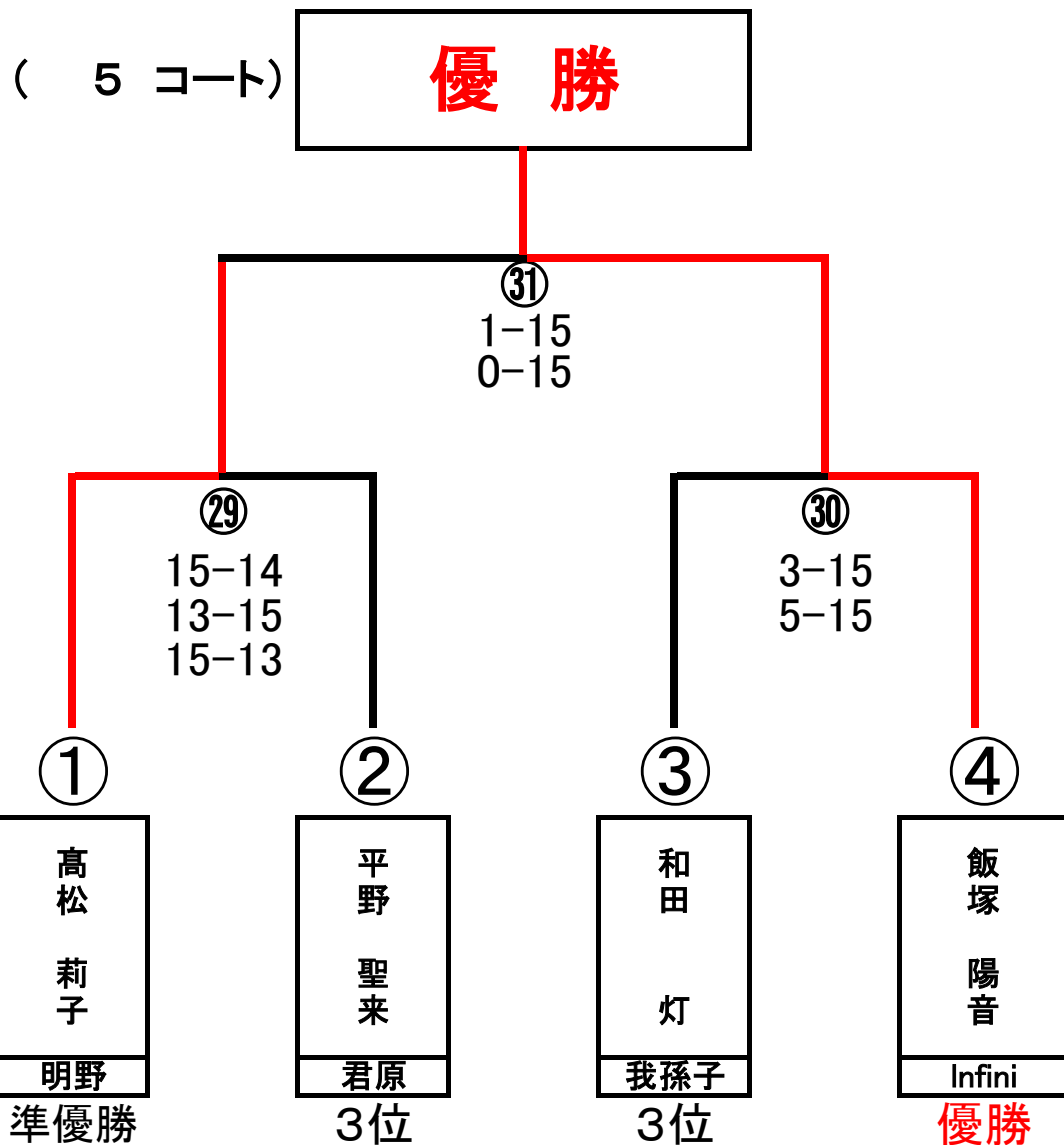 ( 5 コート)
優 勝
㉛
1-15
0-15
㉙
15-14
13-15
15-13
㉚
3-15
5-15
①
②
③
④
髙松 莉子
平野 聖来
和田 灯
飯塚 陽音
明野
君原
我孫子
Infini
準優勝
3位
3位
優勝